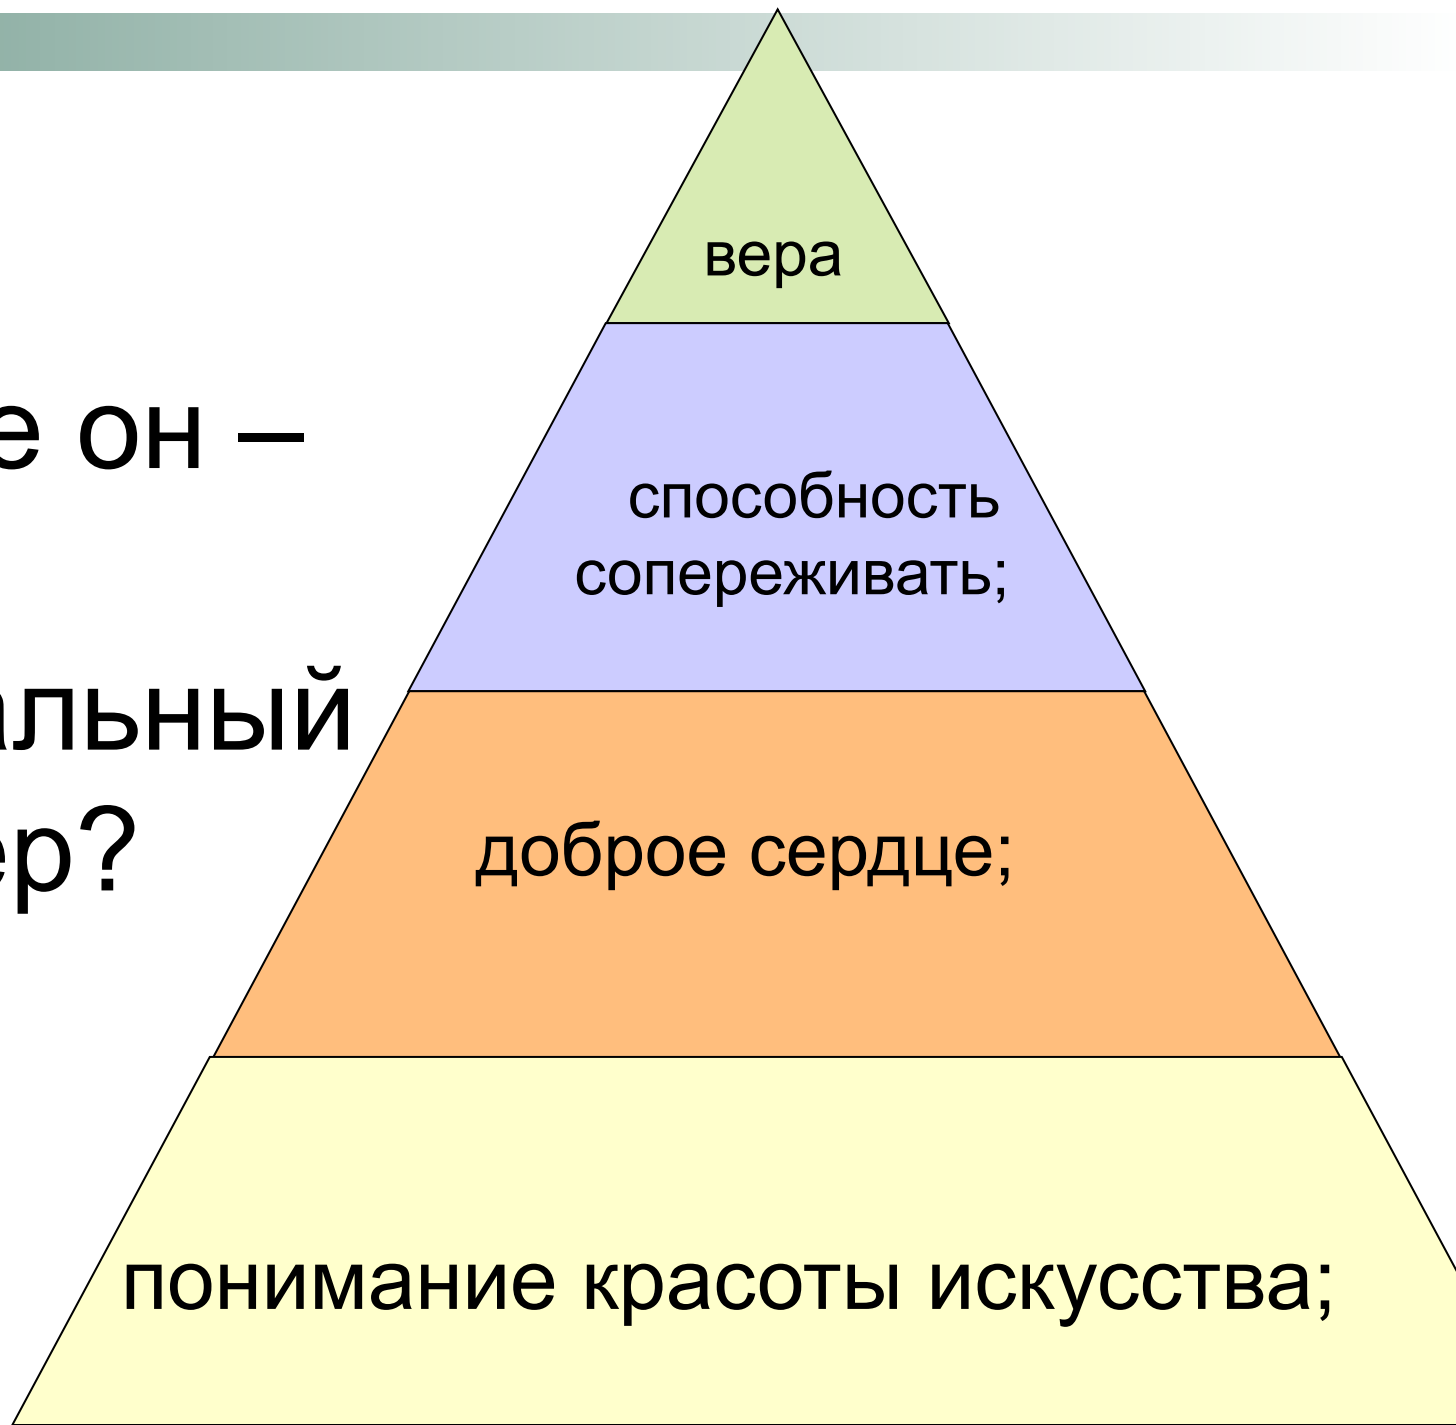 е он –
альный
ер?
вера
способность
сопереживать;
доброе сердце;
понимание красоты искусства;